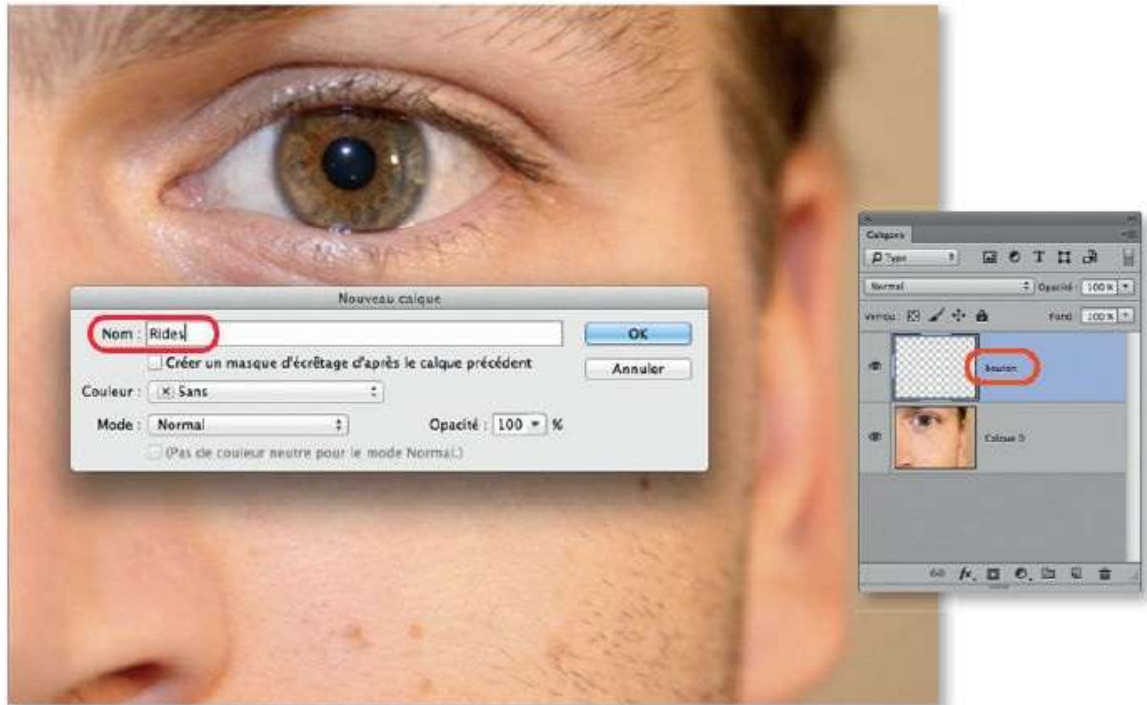 Nouveau calque
Nom : Rides
Créer un masque d'écrêtage d'après le calque précédent
Couleur : Sans
Mode : Normal
Opacité : 100 %
(Pas de couleur neutre pour le mode Normal.)
OK
Annuler
Calques
Type
Normal
Opacité : 100 %
Verrou :
Fond : 100 %
bouton
Calque 0